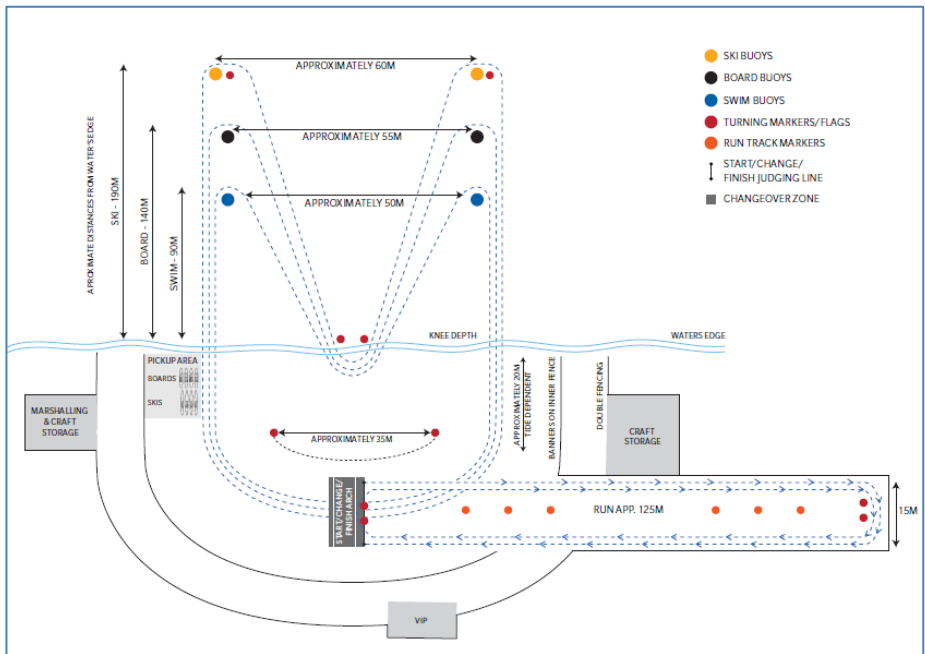 APPROXIMATELY 60M
APPROXIMATELY 55M
APPROXIMATELY 50M
SKI BUOYS
BOARD BUOYS
SWIM BUOYS
TURNING MARKERS/FLAGS
RUN TRACK MARKERS
START/CHANGE/
FINISH JUDGING LINE
CHANGEOVER ZONE
APROXIMATE DISTANCES FROM WATER'S EDGE
SKI - 190M
BOARD - 140M
SWIM - 90M
KNEE DEPTH
WATERS EDGE
PICKUP AREA
BOARDS
SKIS
MARSHALLING
& CRAFT
STORAGE
APPROXIMATELY 35M
APPROXIMATELY 20M
TIDE DEPENDENT
BANNERS ON INNER FENCE
DOUBLE FENCING
CRAFT
STORAGE
START/CHANGE/
FINISH ARCH
RUN APP. 125M
15M
VIP